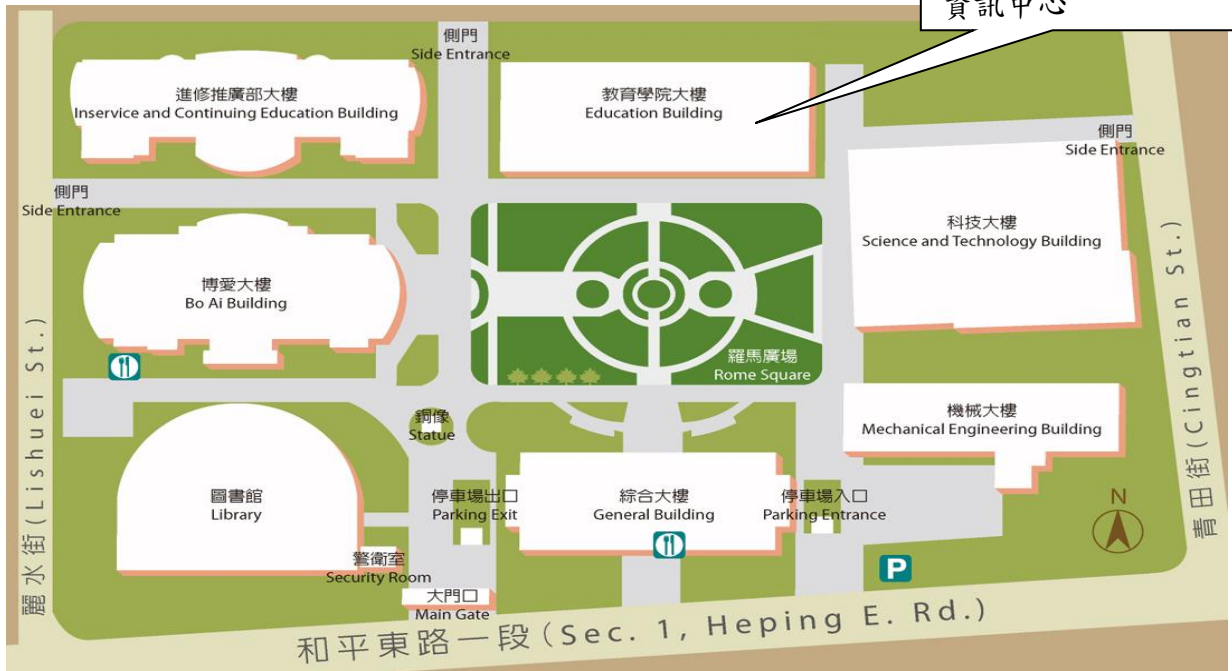 資訊中心
側門
Side Entrance
進修推廣部大樓
Inservice and Continuing Education Building
教育學院大樓
Education Building
側門
Side Entrance
側門
Side Entrance
科技大樓
Science and Technology Building
博愛大樓
Bo Ai Building
羅馬廣場
Rome Square
銅像
Statue
機械大樓
Mechanical Engineering Building
圖書館
Library
停車場出口
Parking Exit
綜合大樓
General Building
停車場入口
Parking Entrance
N
警衛室
Security Room
P
大門口
Main Gate
麗水街(Lishuei St.)
青田街(Cingtian St.)
和平東路一段(Sec. 1, Heping E. Rd.)